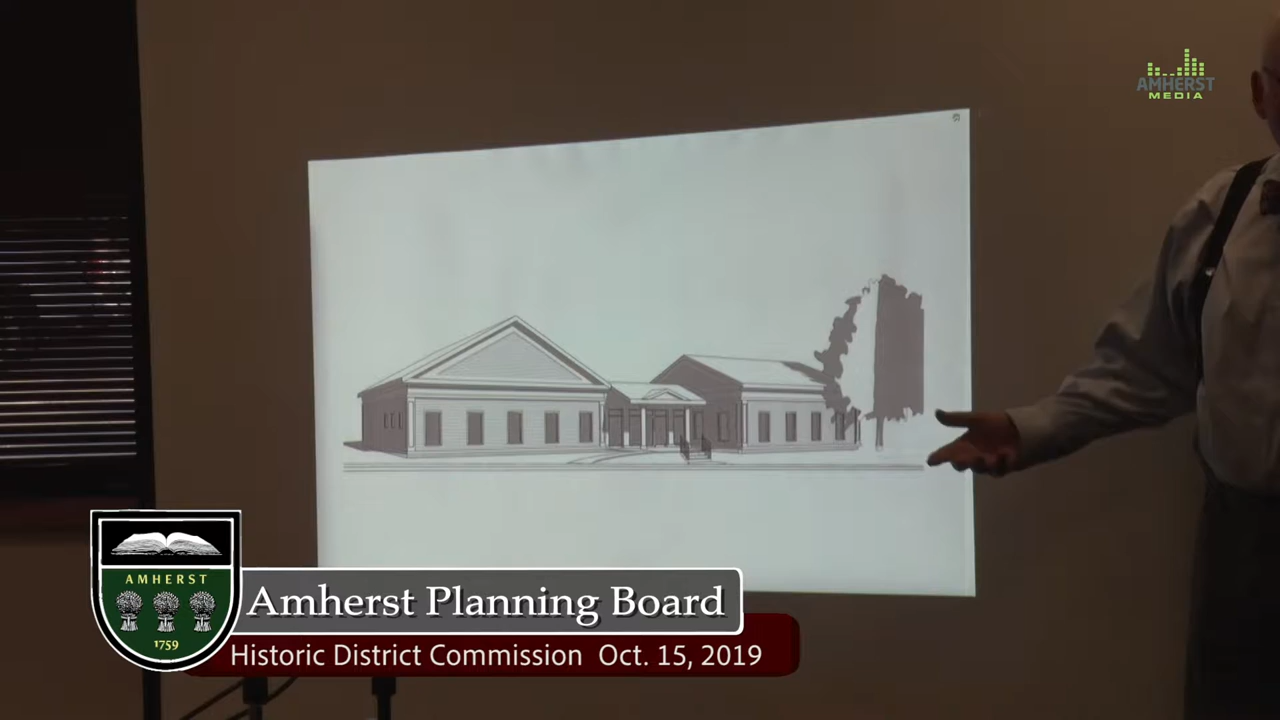 AMHERST
MEDIA
AMHERST
1759
Amherst Planning Board
Historic District Commission Oct. 15, 2019